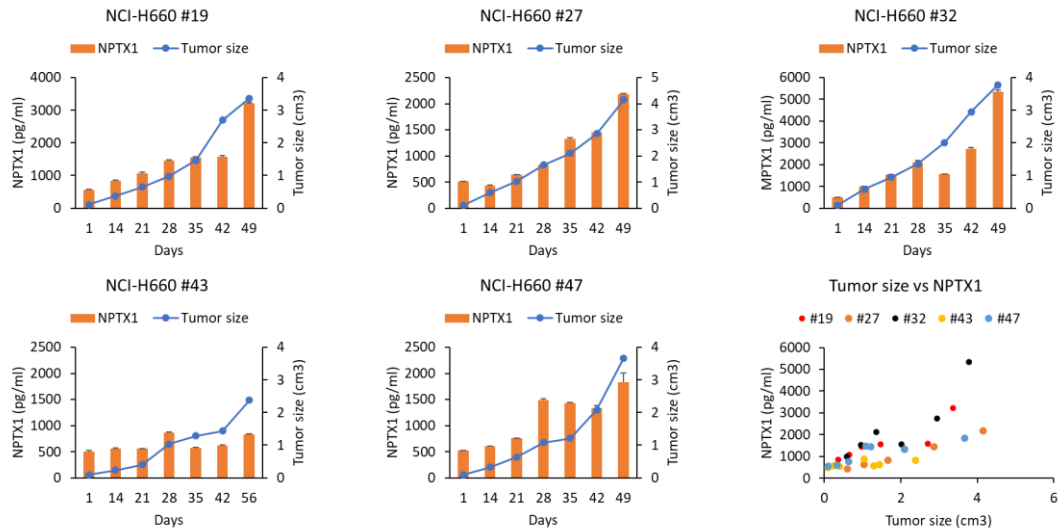 NCI-H660 #19
NPTX1 Tumor size
4000
3500
3000
2500
2000
1500
1000
500
0
4
3
2
1
0
NPTX1 (pg/ml)
Tumor size (cm3)
1 14 21 28 35 42 49
Days
NCI-H660 #27
NPTX1 Tumor size
2500
2000
1500
1000
500
0
5
4
3
2
1
0
NPTX1 (pg/ml)
Tumor size (cm3)
1 14 21 28 35 42 49
Days
NCI-H660 #32
NPTX1 Tumor size
6000
5000
4000
3000
2000
1000
0
4
3
2
1
0
MPTX1 (pg/ml)
Tumor size (cm3)
1 14 21 28 35 42 49
Days
NCI-H660 #43
NPTX1 Tumor size
2500
2000
1500
1000
500
0
4
3
2
1
0
NPTX1 (pg/ml)
Tumor size (cm3)
1 14 21 28 35 42 56
Days
NCI-H660 #47
NPTX1 Tumor size
2500
2000
1500
1000
500
0
4
3
2
1
0
NPTX1 (pg/ml)
Tumor size (cm3)
1 14 21 28 35 42 49
Days
Tumor size vs NPTX1
#19 #27 #32 #43 #47
6000
5000
4000
3000
2000
1000
0
NPTX1 (pg/ml)
0 2 4 6
Tumor size (cm3)